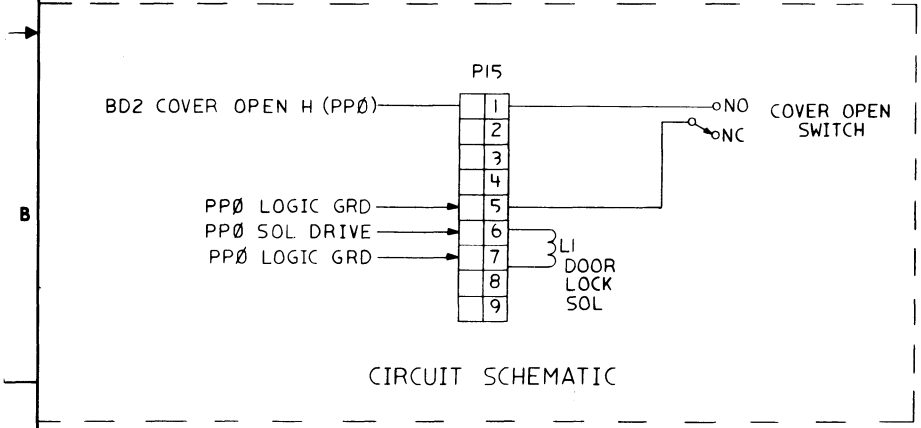 P15
BD2 COVER OPEN H (PPØ)
1
NO
COVER OPEN
SWITCH
2
NC
3
4
B
PPØ LOGIC GRD
5
PPØ SOL DRIVE
6
PPØ LOGIC GRD
7
L1
DOOR
LOCK
SOL
8
9
CIRCUIT SCHEMATIC